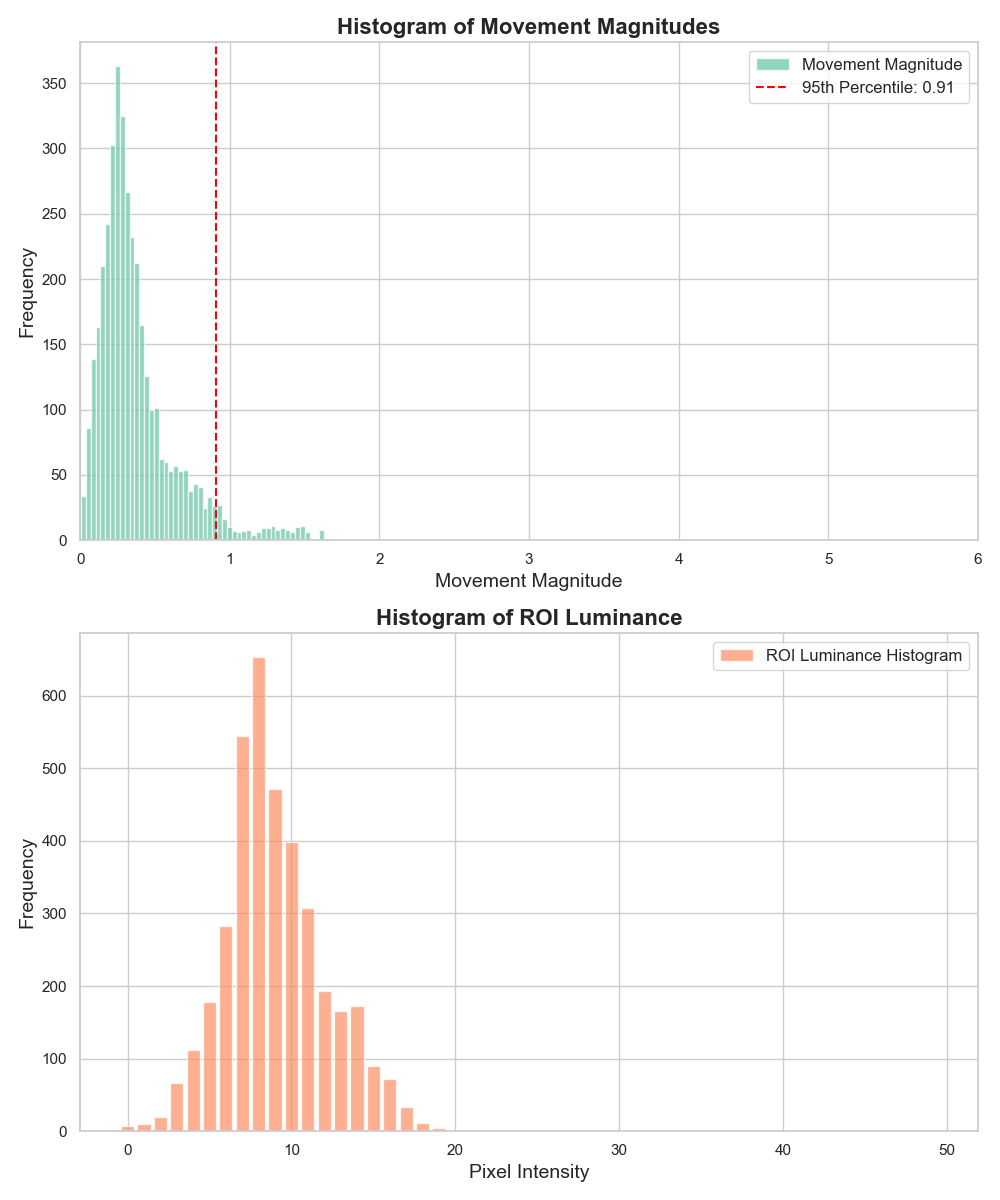 Histogram of Movement Magnitudes
Movement Magnitude
95th Percentile: 0.91
Frequency
350
300
250
200
150
100
50
0
0 1 2 3 4 5 6
Movement Magnitude
Histogram of ROI Luminance
ROI Luminance Histogram
Frequency
600
500
400
300
200
100
0
0 10 20 30 40 50
Pixel Intensity